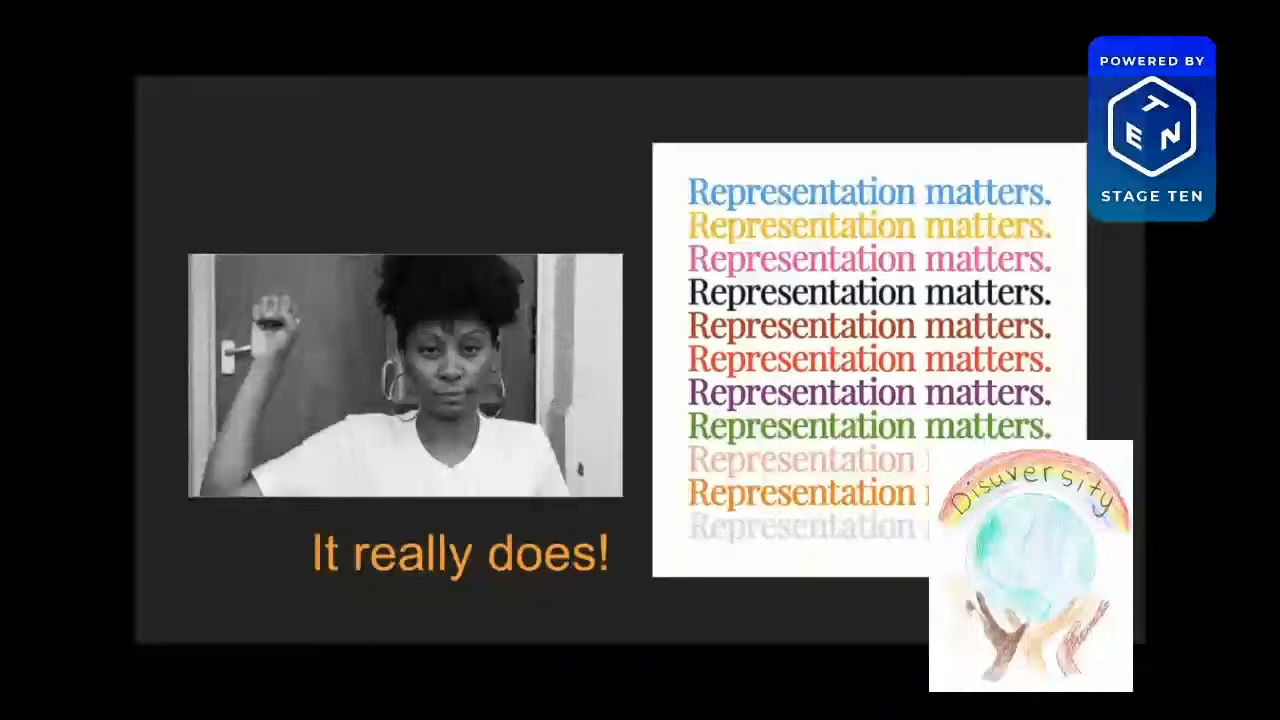 POWERED BY
TEN
STAGE TEN
Representation matters.
Representation matters.
Representation matters.
Representation matters.
Representation matters.
Representation matters.
Representation matters.
Representation matters.
Representation
Representation
Representation
It really does!
Disuversity